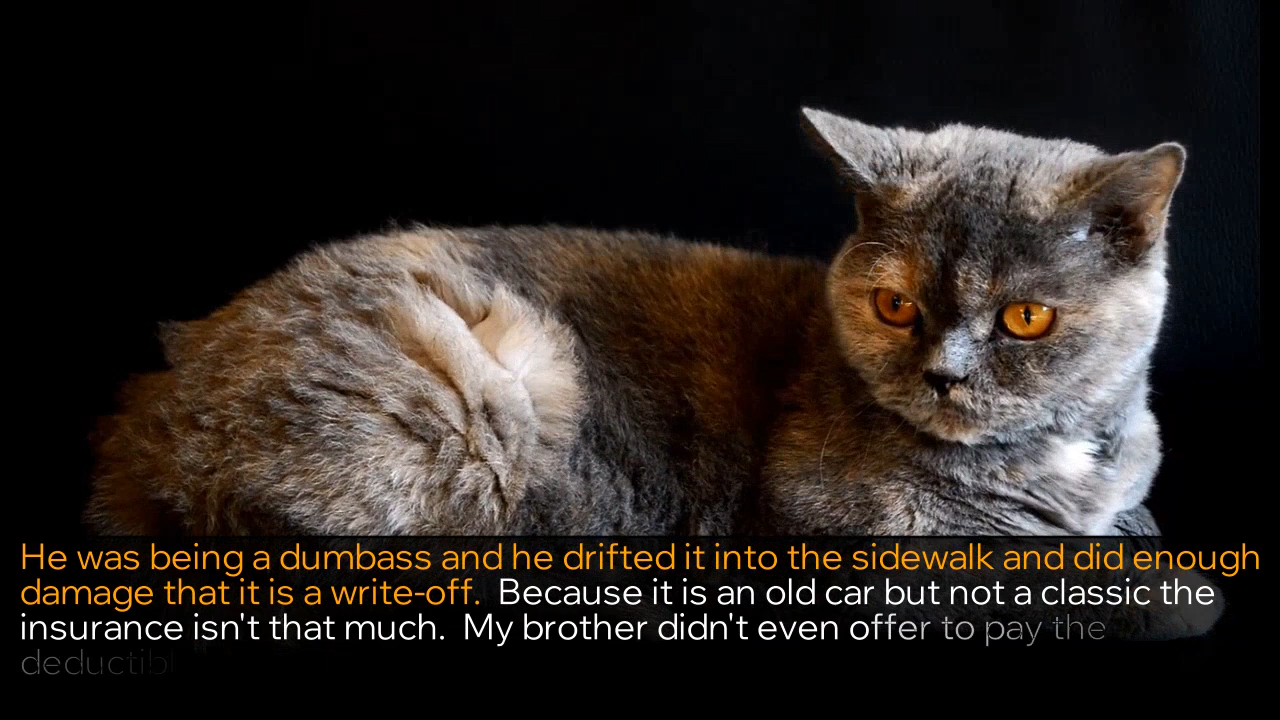 He was being a dumbass and he drifted it into the sidewalk and did enough
damage that it is a write-off.  Because it is an old car but not a classic the
insurance isn't that much.  My brother didn't even offer to pay the
deductibl